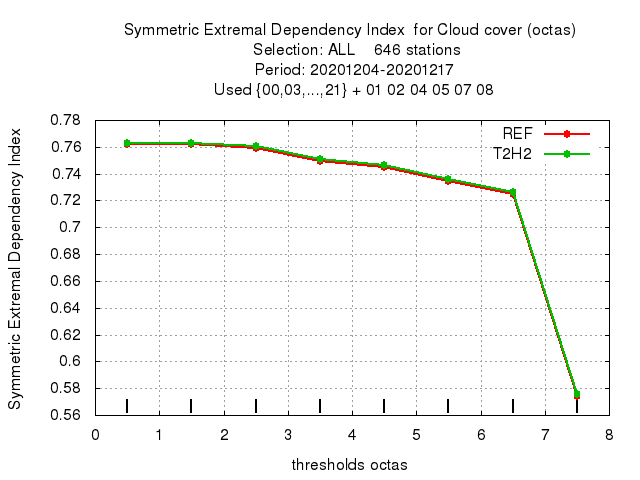 Symmetric Extremal Dependency Index  for Cloud cover (octas)
Selection: ALL    646 stations
Period: 20201204-20201217
Used {00,03,...,21} + 01 02 04 05 07 08
Symmetric Extremal Dependency Index
0.78
0.76
0.74
0.72
0.7
0.68
0.66
0.64
0.62
0.6
0.58
0.56
REF
T2H2
0 1 2 3 4 5 6 7 8
thresholds octas